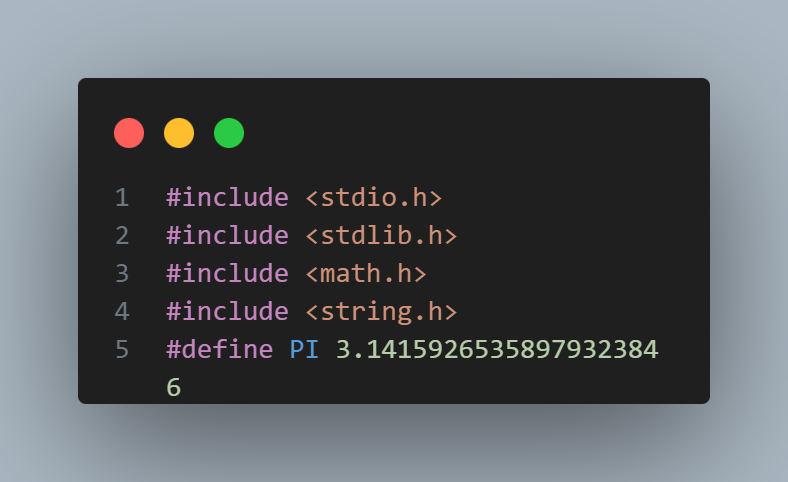 1 #include <stdio.h>
2 #include <stdlib.h>
3 #include <math.h>
4 #include <string.h>
5 #define PI 3.1415926535897932384
6